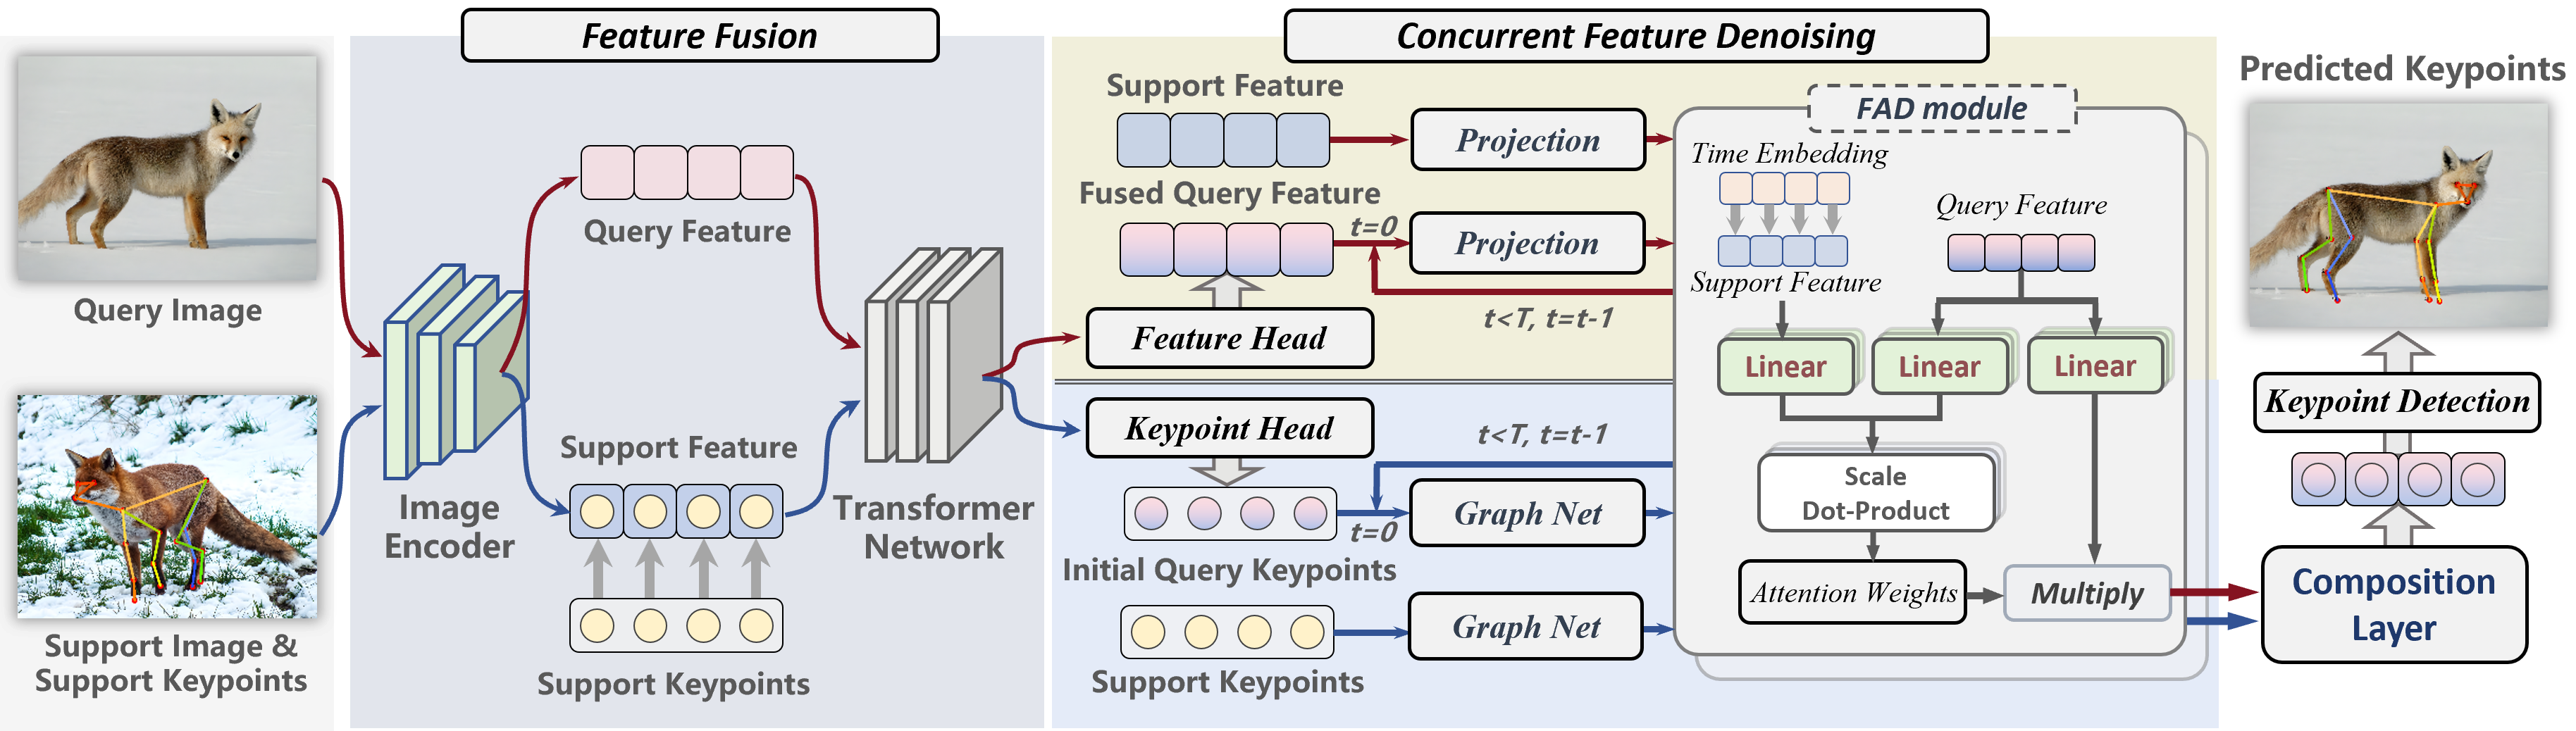 Feature Fusion
Concurrent Feature Denoising
Query Image
Support Image &
Support Keypoints
Image
Encoder
Query Feature
Support Feature
Support Keypoints
Transformer
Network
Support Feature
Projection
Fused Query Feature
t=0
Projection
t<T, t=t-1
Feature Head
Keypoint Head
t<T, t=t-1
t=0
Graph Net
Initial Query Keypoints
Graph Net
Support Keypoints
FAD module
Time Embedding
Support Feature
Query Feature
Linear
Linear
Linear
Scale
Dot-Product
Attention Weights
Multiply
Predicted Keypoints
Keypoint Detection
Composition
Layer